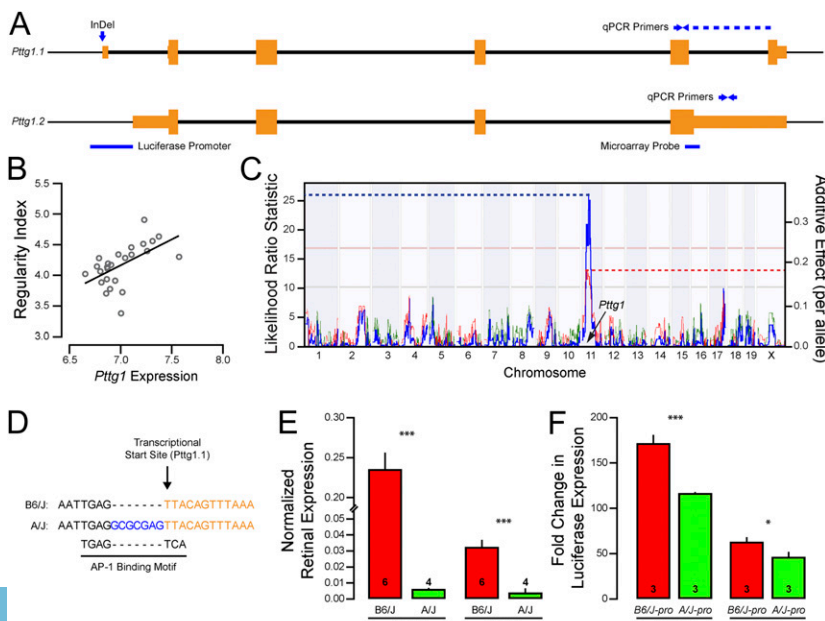 A
InDel
qPCR Primers
Pttg1.1
qPCR Primers
Pttg1.2
Luciferase Promoter
Microarray Probe
B
Regularity Index
5.0
4.5
4.0
3.5
3.0
6.5 7.0 7.5 8.0
Pttg1 Expression
C
Likelihood Ratio Statistic
25
20
15
10
5
0
Pttg1
0.3
0.2
0.1
0.0
Additive Effect (per allele)
1 2 3 4 5 6 7 8 9 10 11 12 13 14 15 16 17 18 19 X
Chromosome
D
Transcriptional
Start Site (Pttg1.1)
B6/J: AATTGAG-------TTACAGTTTAAA
A/J: AATTGAGGCGCGAGTTACAGTTTAAA
TGAG------TCA
AP-1 Binding Motif
E
Normalized
Retinal Expression
0.30
0.25
0.20
0.05
0.04
0.03
0.02
0.01
0.00
***
***
6 4 6 4
B6/J A/J B6/J A/J
F
Fold Change in
Luciferase Expression
200
150
100
50
0
***
*
3 3 3 3
B6/J-pro A/J-pro B6/J-pro A/J-pro